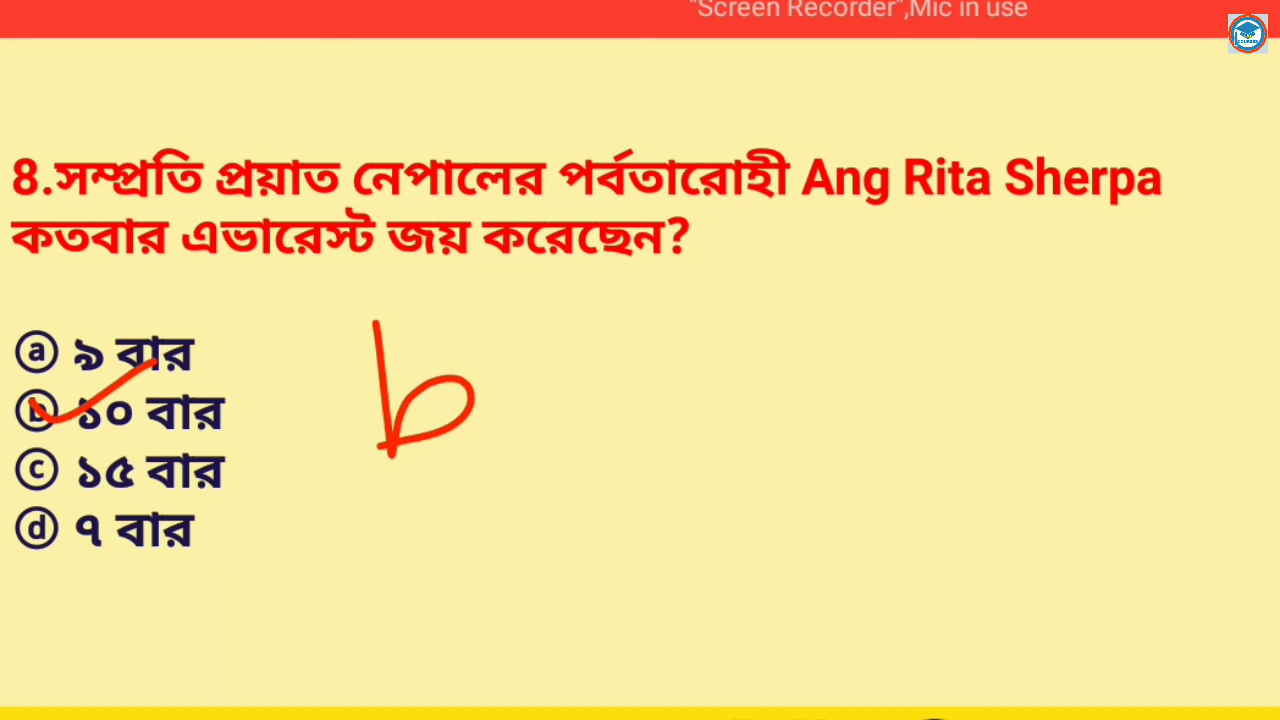 "Screen Recorder",Mic in use
COURSES
8.সম্প্রতি প্রয়াত নেপালের পর্বতারোহী Ang Rita Sherpa
কতবার এভারেস্ট জয় করেছেন?
ⓐ ৯ বার
ⓑ ১০ বার
b
ⓒ ১৫ বার
ⓓ ৭ বার